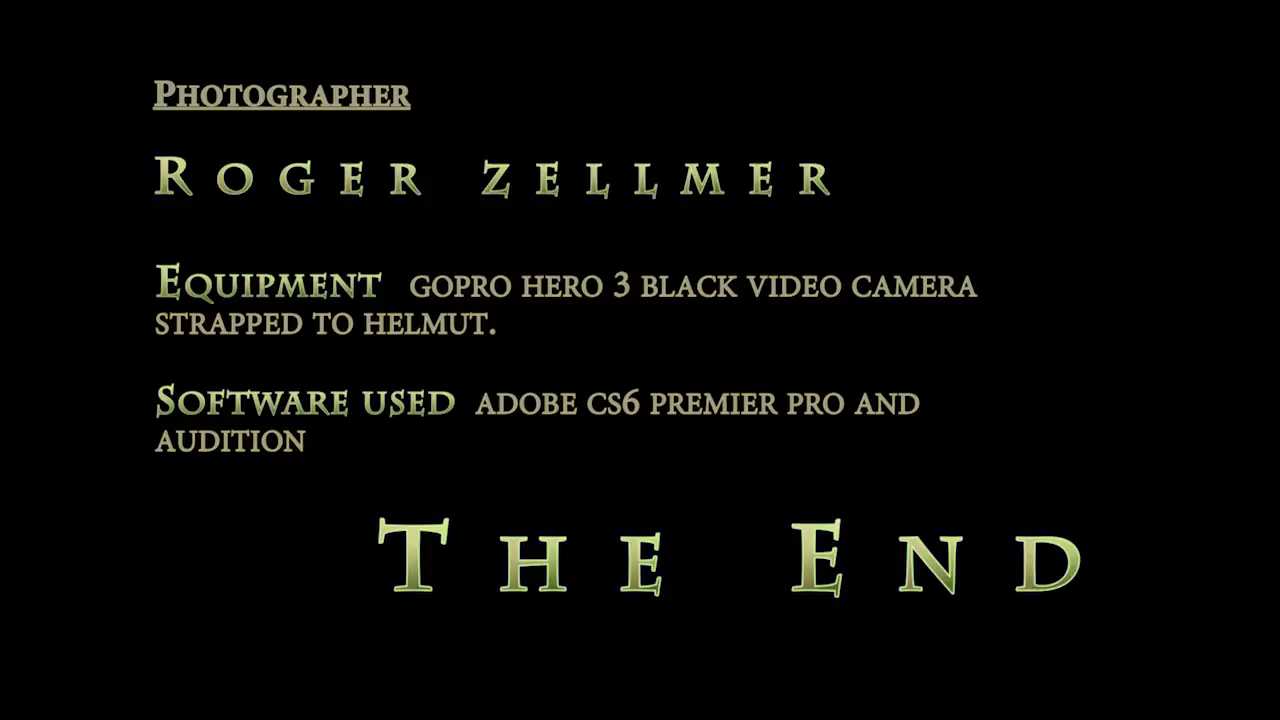 PHOTOGRAPHER
ROGER ZELLMER
EQUIPMENT GOPRO HERO 3 BLACK VIDEO CAMERA
STRAPPED TO HELMUT.
SOFTWARE USED ADOBE CS6 PREMIER PRO AND
AUDITION
THE END